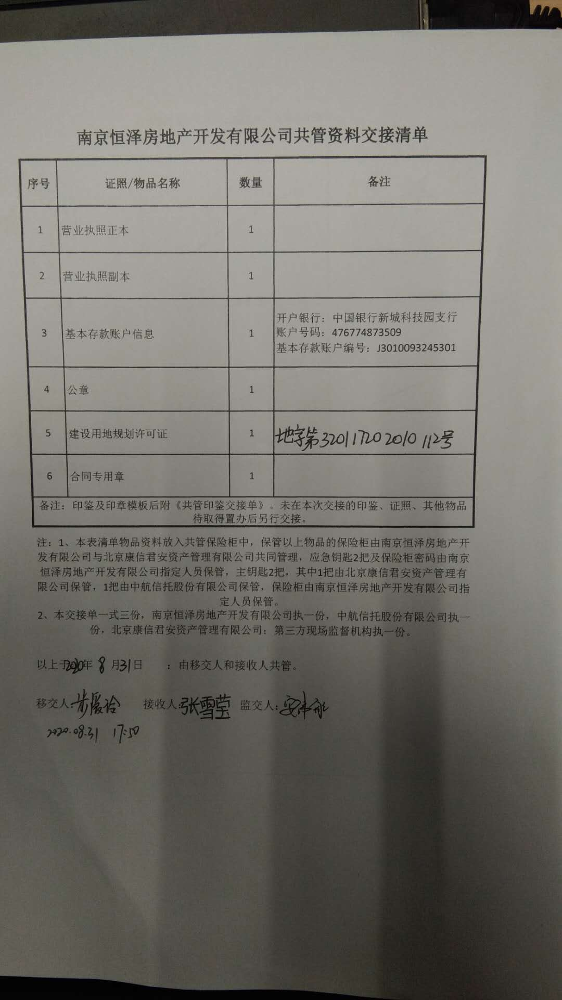 南京恒泽房地产开发有限公司共管资料交接清单
序号 证照/物品名称 数量 备注
1 营业执照正本 1
2 营业执照副本 1
3 基本存款账户信息 1 开户银行：中国银行新城科技园支行
账户号码：476774873509
基本存款账户编号：J3010093245301
4 公章 1
5 建设用地规划许可证 1 地字第320117202010112号
6 合同专用章 1
备注：印鉴及印章模板后附《共管印鉴交接单》。未在本次交接的印鉴、证照、其他物品
待取得置办后另行交接。
注：1、本表清单物品资料放入共管保险柜中，保管以上物品的保险柜由南京恒泽房地产开
发有限公司与北京康信君安资产管理有限公司共同管理，应急钥匙2把及保险柜密码由南京
恒泽房地产开发有限公司指定人员保管，主钥匙2把，其中1把由北京康信君安资产管理有
限公司保管，1把由中航信托股份有限公司保管，保险柜由南京恒泽房地产开发有限公司指
定人员保管。
2、本交接单一式三份，南京恒泽房地产开发有限公司执一份，中航信托股份有限公司执一
份，北京康信君安资产管理有限公司：第三方现场监督机构执一份。
以上于2020年 8 月31日 ：由移交人和接收人共管。
移交人： 接收人：张雪莹 监交人：
2020.08.31 17:50